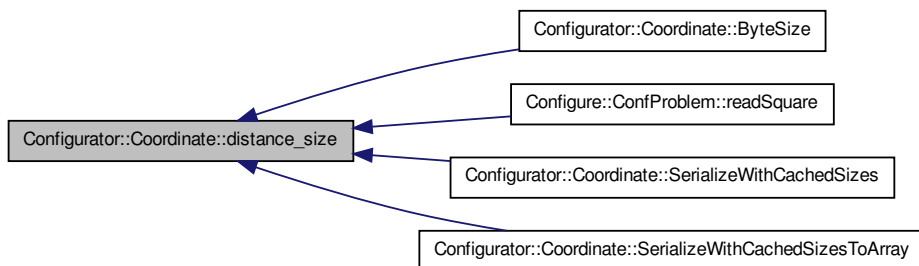 Configurator::Coordinate::ByteSize
Configure::ConfProblem::readSquare
Configurator::Coordinate::distance_size
Configurator::Coordinate::SerializeWithCachedSizes
Configurator::Coordinate::SerializeWithCachedSizesToArray